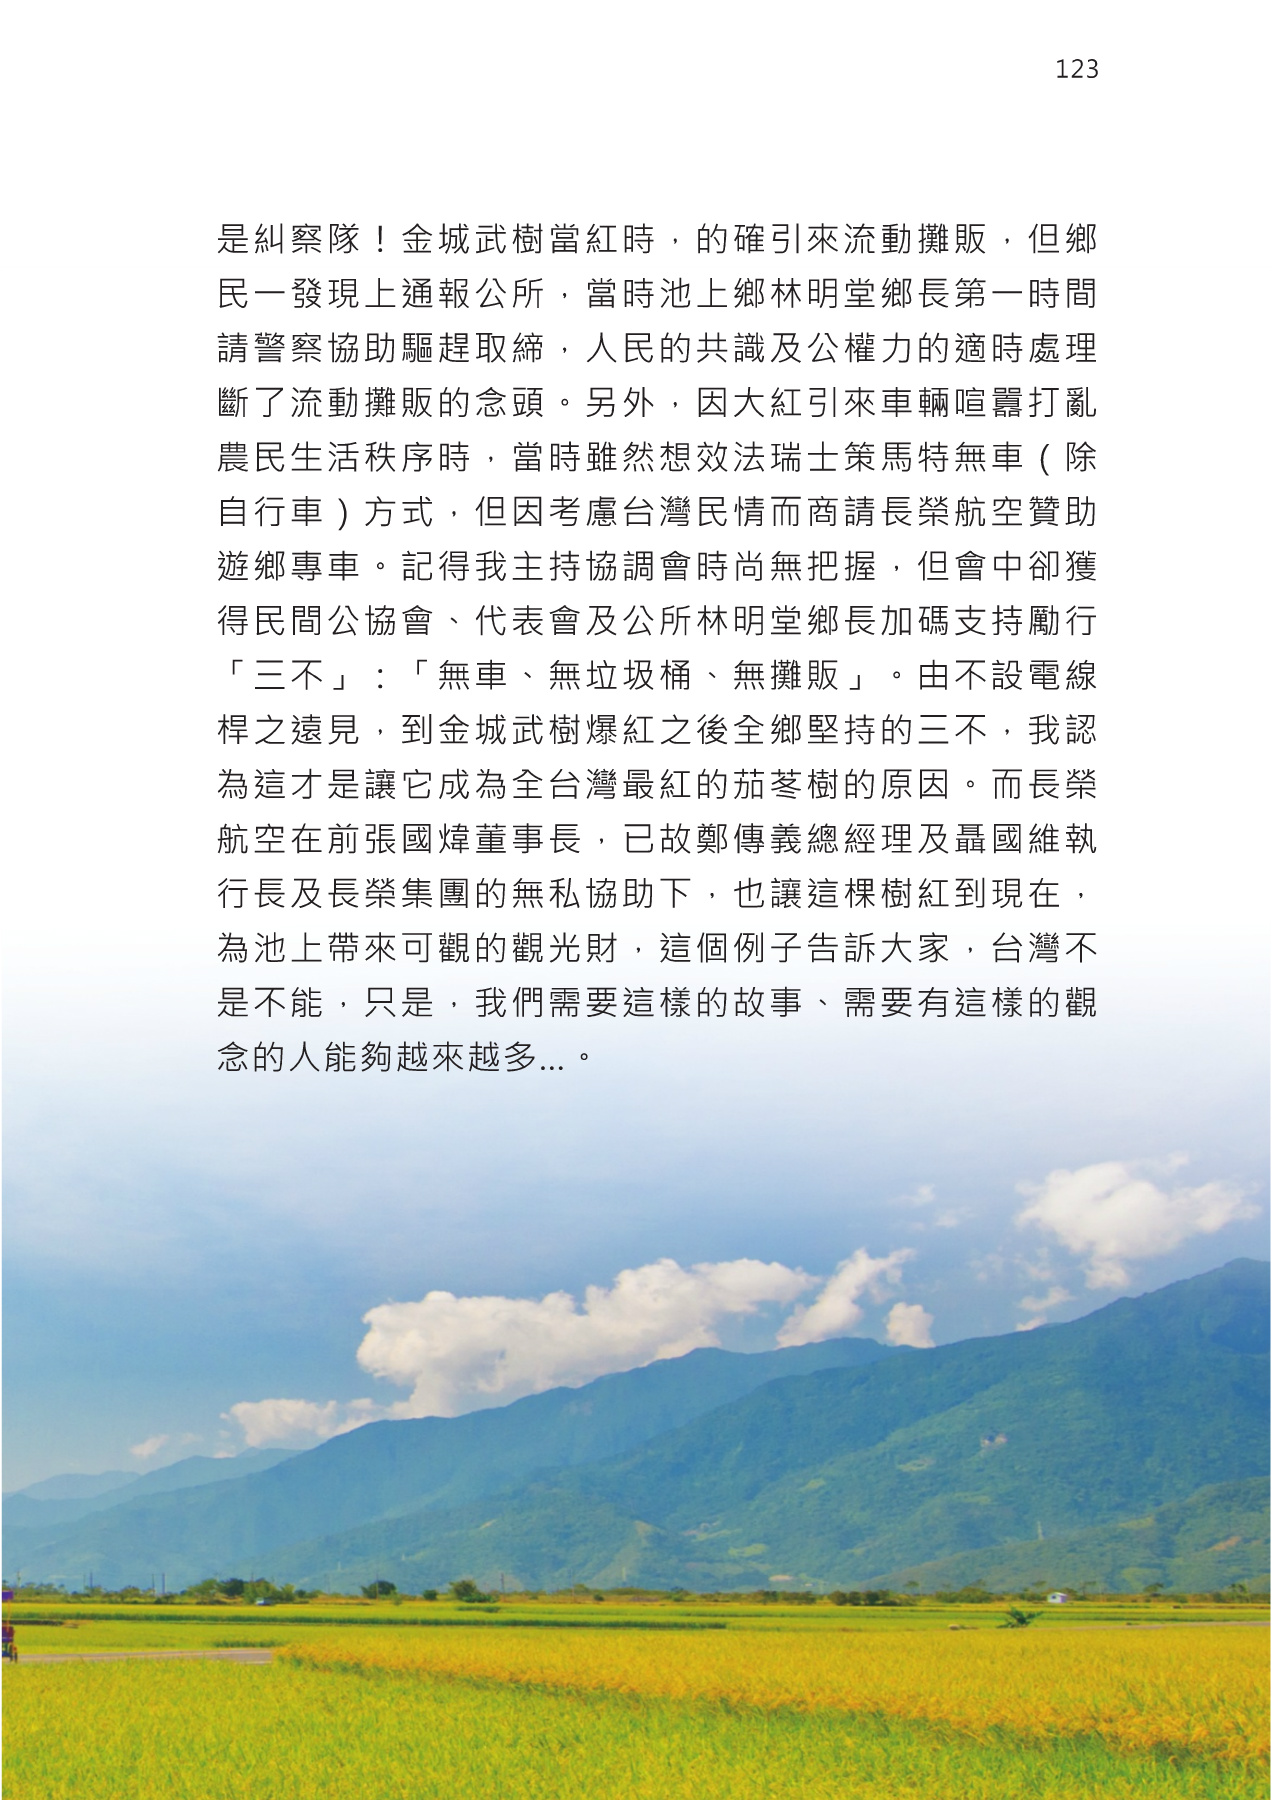 123
是糾察隊！金城武樹當紅時，的確引來流動攤販，但鄉
民一發現上通報公所，當時池上鄉林明堂鄉長第一時間
請警察協助驅趕取締，人民的共識及公權力的適時處理
斷了流動攤販的念頭。另外，因大紅引來車輛喧囂打亂
農民生活秩序時，當時雖然想效法瑞士策馬特無車（除
自行車）方式，但因考慮台灣民情而商請長榮航空贊助
遊鄉專車。記得我主持協調會時尚無把握，但會中卻獲
得民間公協會、代表會及公所林明堂鄉長加碼支持勵行
「三不」：「無車、無垃圾桶、無攤販」。由不設電線
桿之遠見，到金城武樹爆紅之後全鄉堅持的三不，我認
為這才是讓它成為全台灣最紅的茄苳樹的原因。而長榮
航空在前張國煒董事長，已故鄭傳義總經理及聶國維執
行長及長榮集團的無私協助下，也讓這棵樹紅到現在，
為池上帶來可觀的觀光財，這個例子告訴大家，台灣不
是不能，只是，我們需要這樣的故事、需要有這樣的觀
念的人能夠越來越多...。